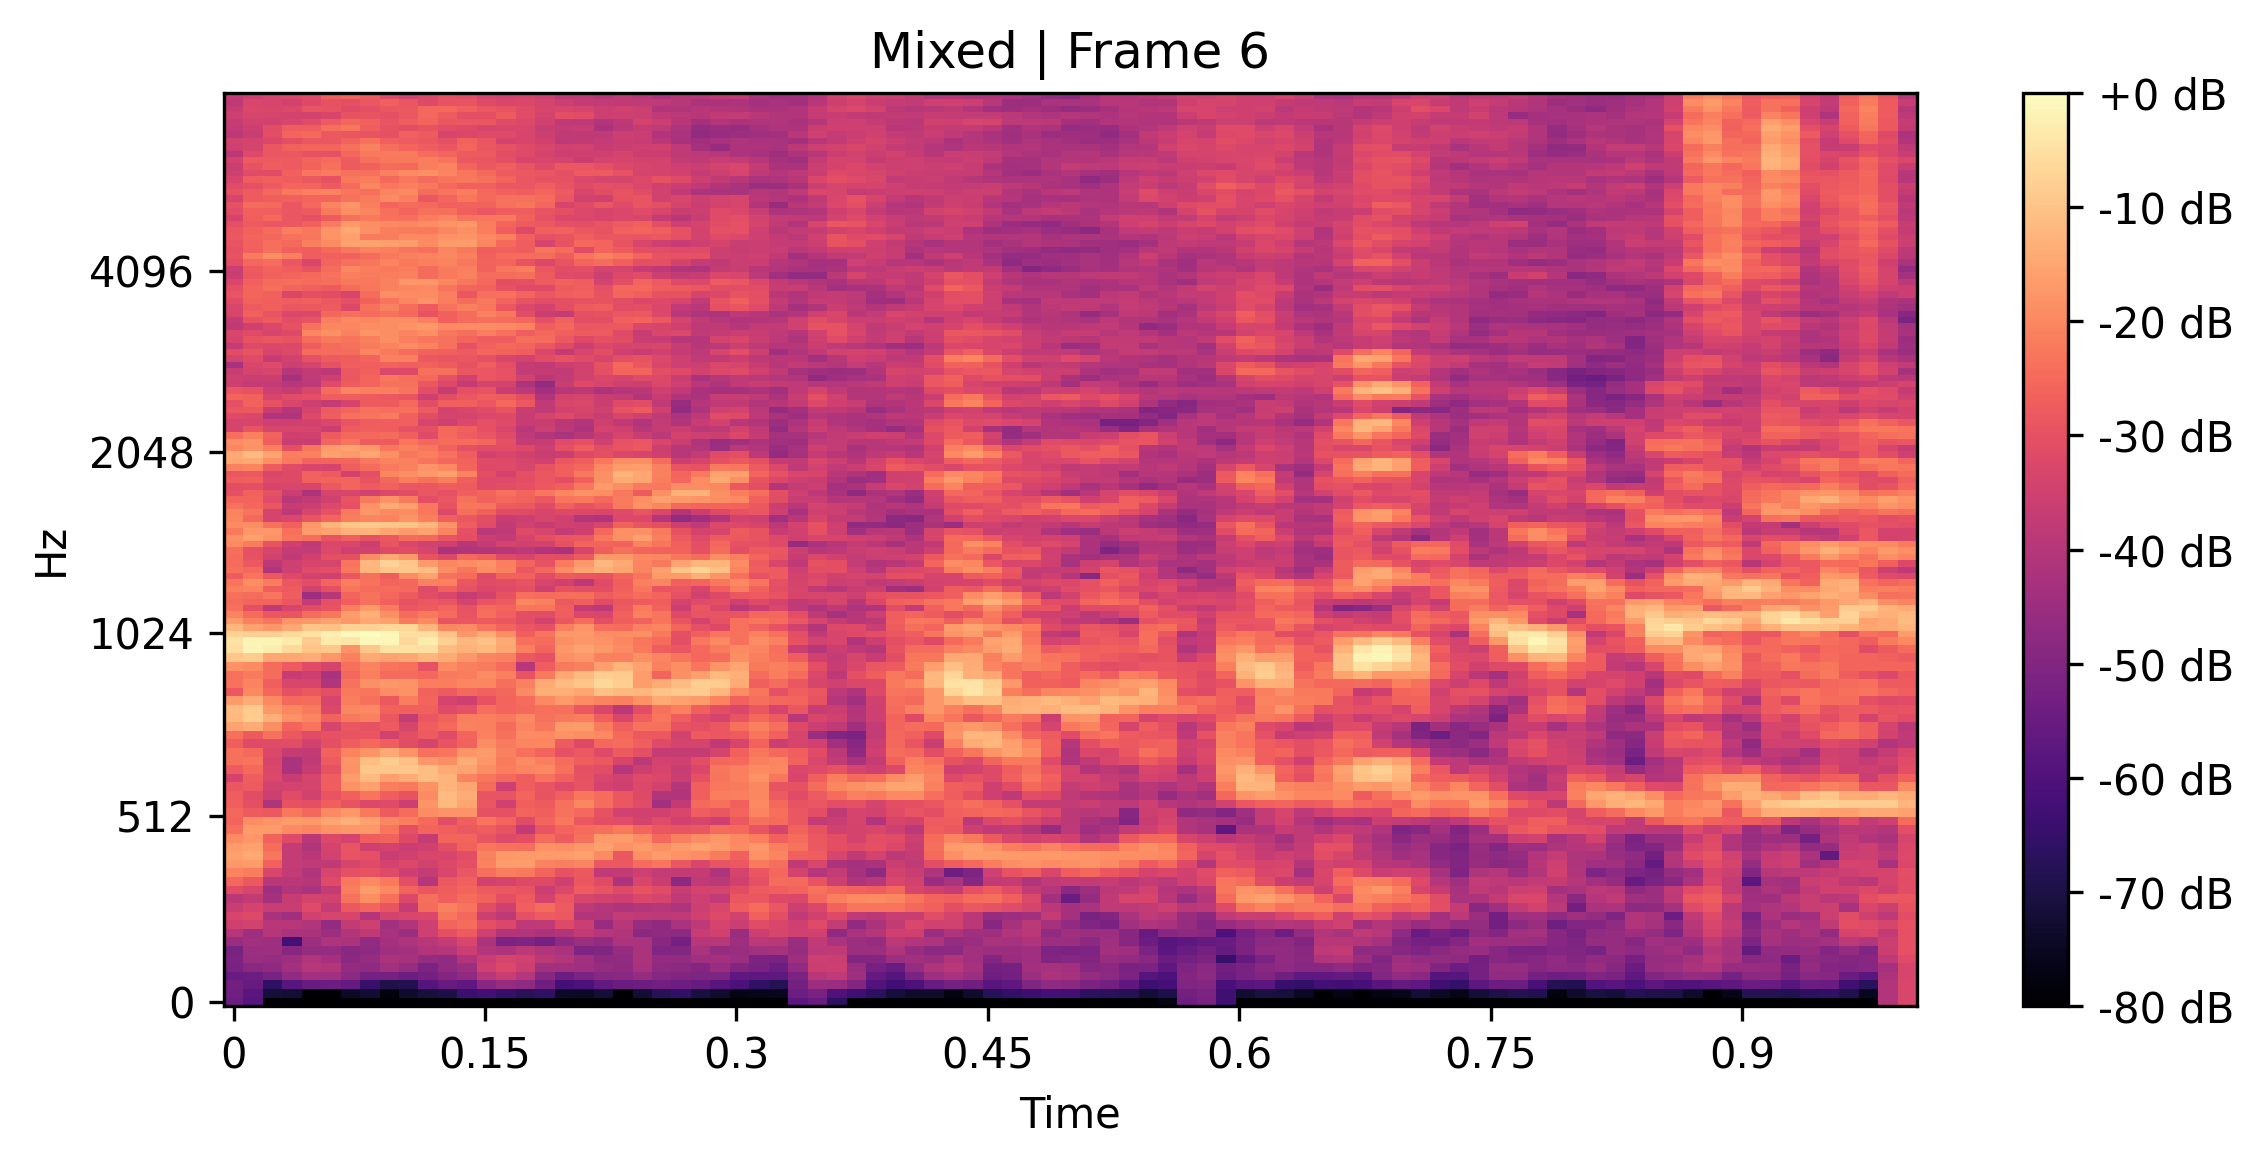 Mixed | Frame 6
Hz
4096
2048
1024
512
0
0 0.15 0.3 0.45 0.6 0.75 0.9
Time
+0 dB
-10 dB
-20 dB
-30 dB
-40 dB
-50 dB
-60 dB
-70 dB
-80 dB